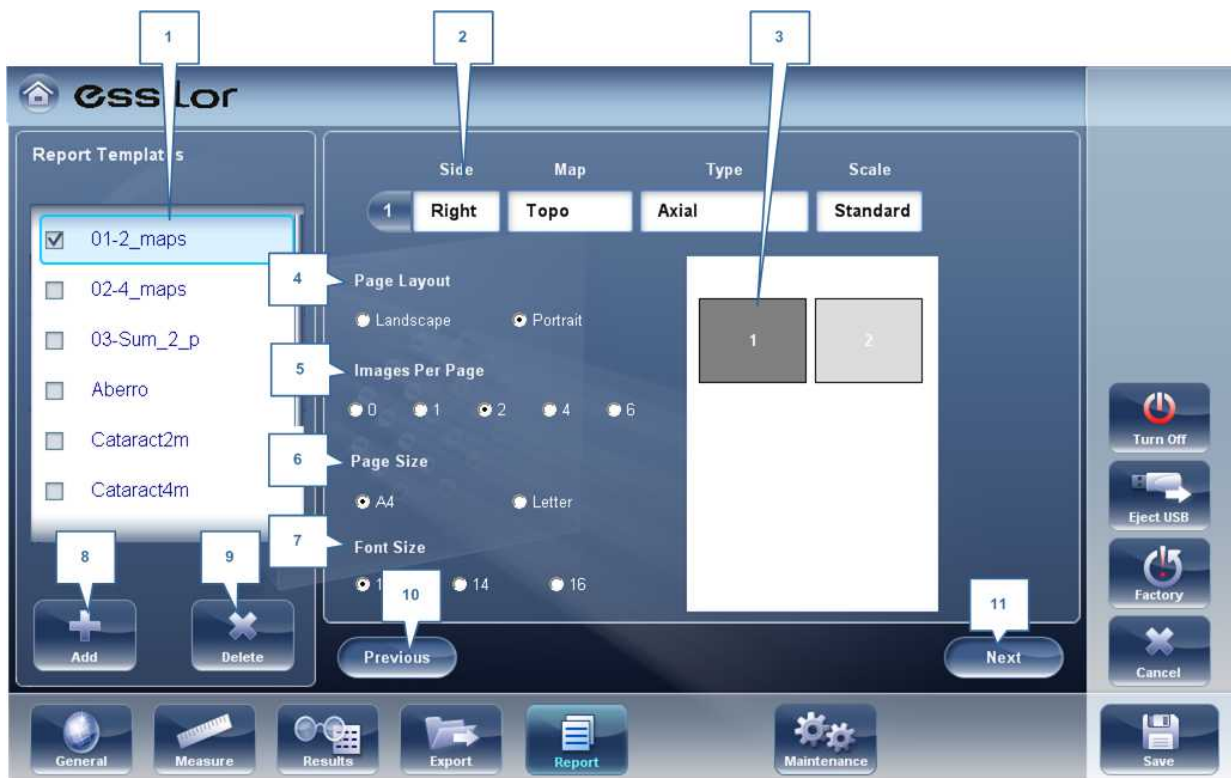 1 2 3
essilor
Report Templates
Side Map Type Scale
1 Right Topo Axial Standard
01-2_maps
02-4_maps
03-Sum_2_p
Aberro
Cataract2m
Cataract4m
4 Page Layout
Landscape Portrait
5 Images Per Page
0 1 2 4 6
6 Page Size
A4 Letter
7 Font Size
14 16
1 2
8 9 10 11
Add Delete
Previous Next
Turn Off
Eject USB
Factory
Cancel
General Measure Results Export Report Maintenance Save